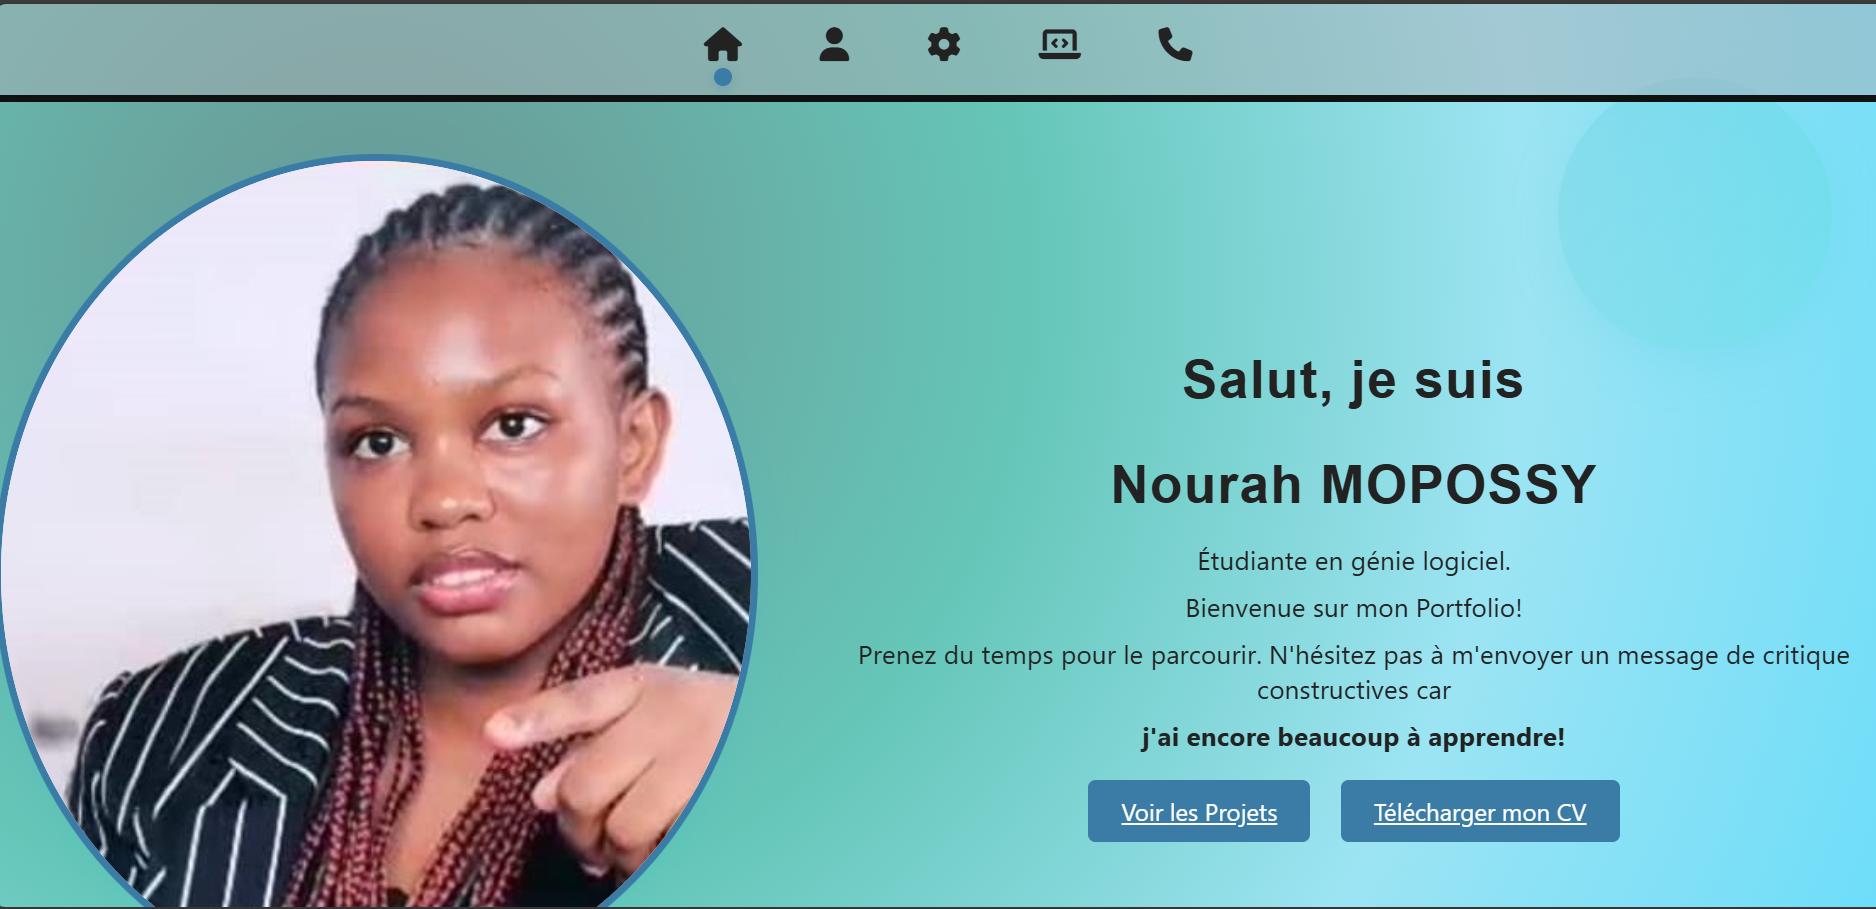 Salut, je suis
Nourah MOPOSSY
Étudiante en génie logiciel.
Bienvenue sur mon Portfolio!
Prenez du temps pour le parcourir. N'hésitez pas à m'envoyer un message de critique
constructives car
j'ai encore beaucoup à apprendre!
Voir les Projets
Télécharger mon CV